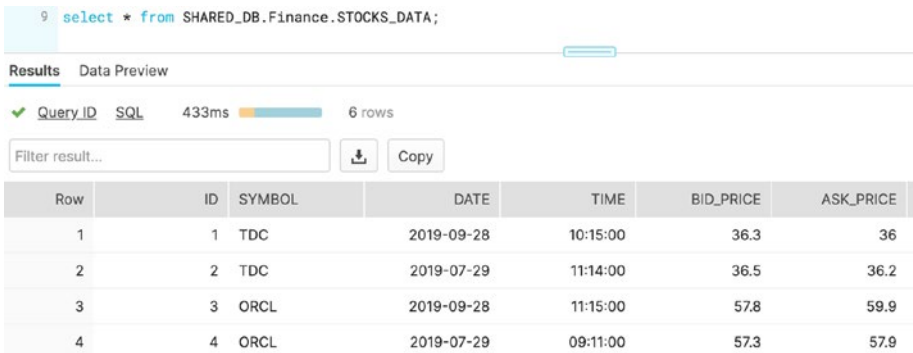 9 select * from SHARED_DB.Finance.STOCKS_DATA;
Results Data Preview
Query ID SQL 433ms 6 rows
Filter result... Copy
Row ID SYMBOL DATE TIME BID_PRICE ASK_PRICE
1 1 TDC 2019-09-28 10:15:00 36.3 36
2 2 TDC 2019-07-29 11:14:00 36.5 36.2
3 3 ORCL 2019-09-28 11:15:00 57.8 59.9
4 4 ORCL 2019-07-29 09:11:00 57.3 57.9